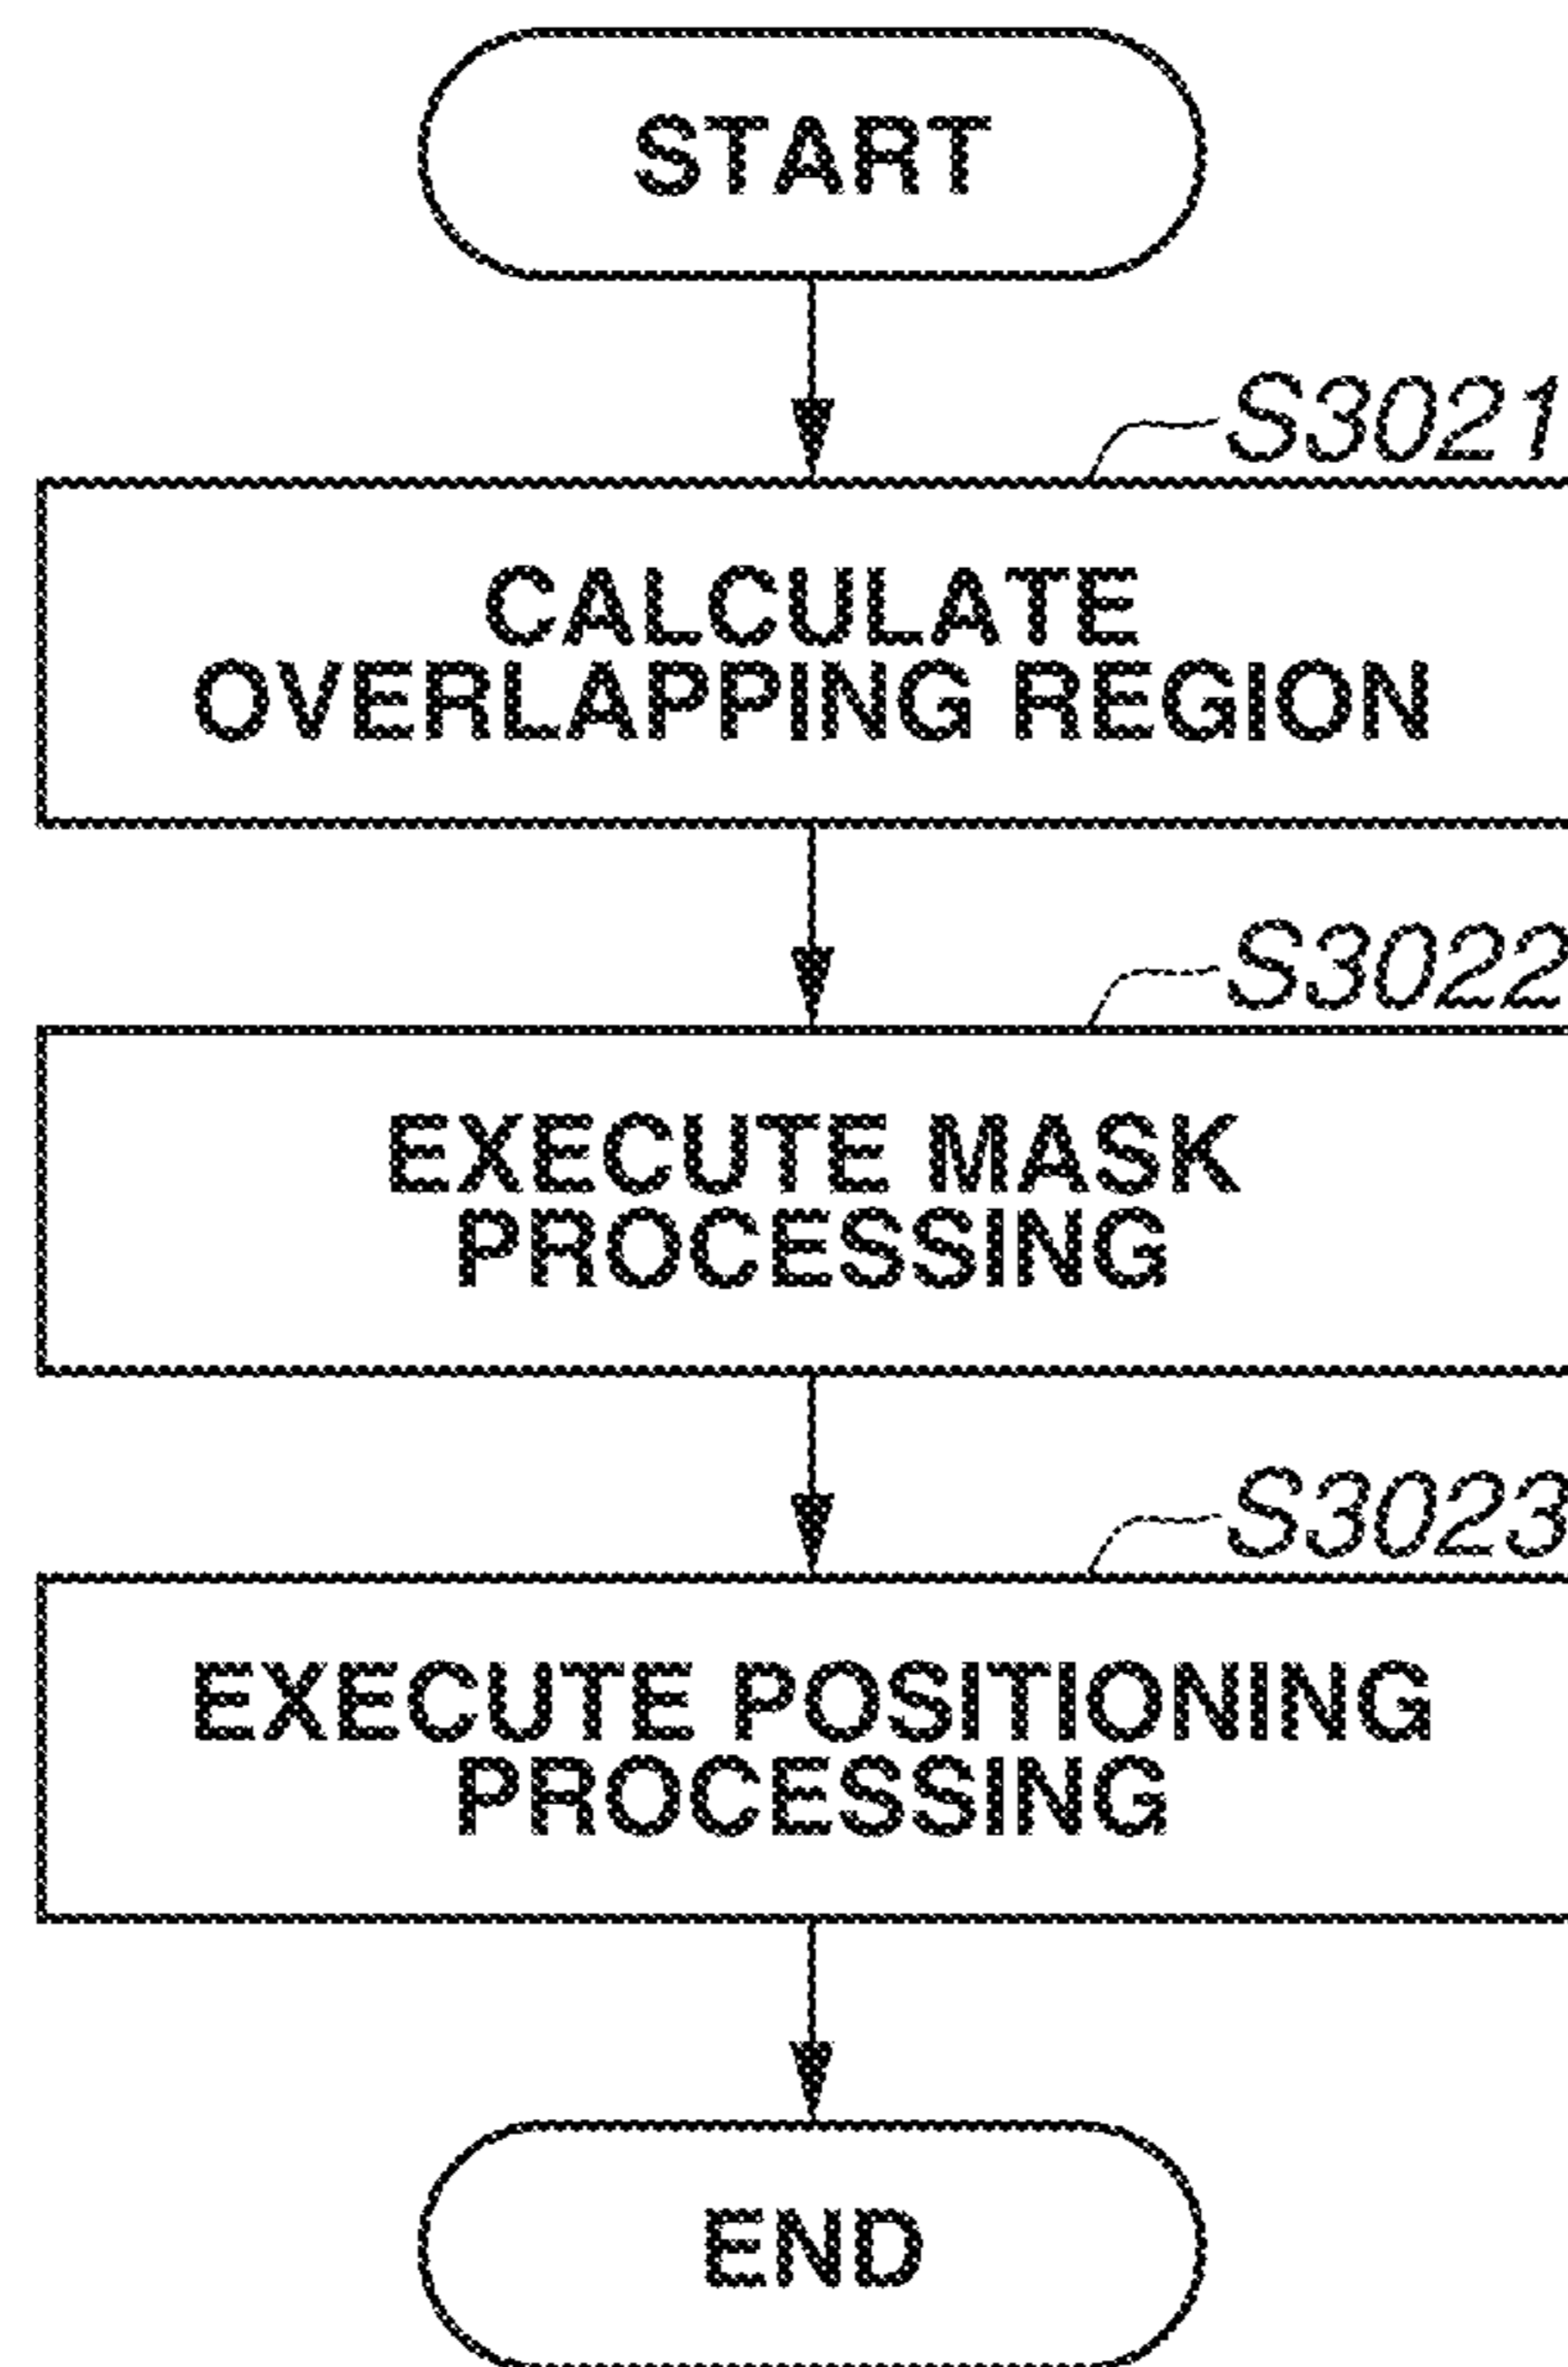 START
S3021
CALCULATE
OVERLAPPING REGION
S3022
EXECUTE MASK
PROCESSING
S3023
EXECUTE POSITIONING
PROCESSING
END